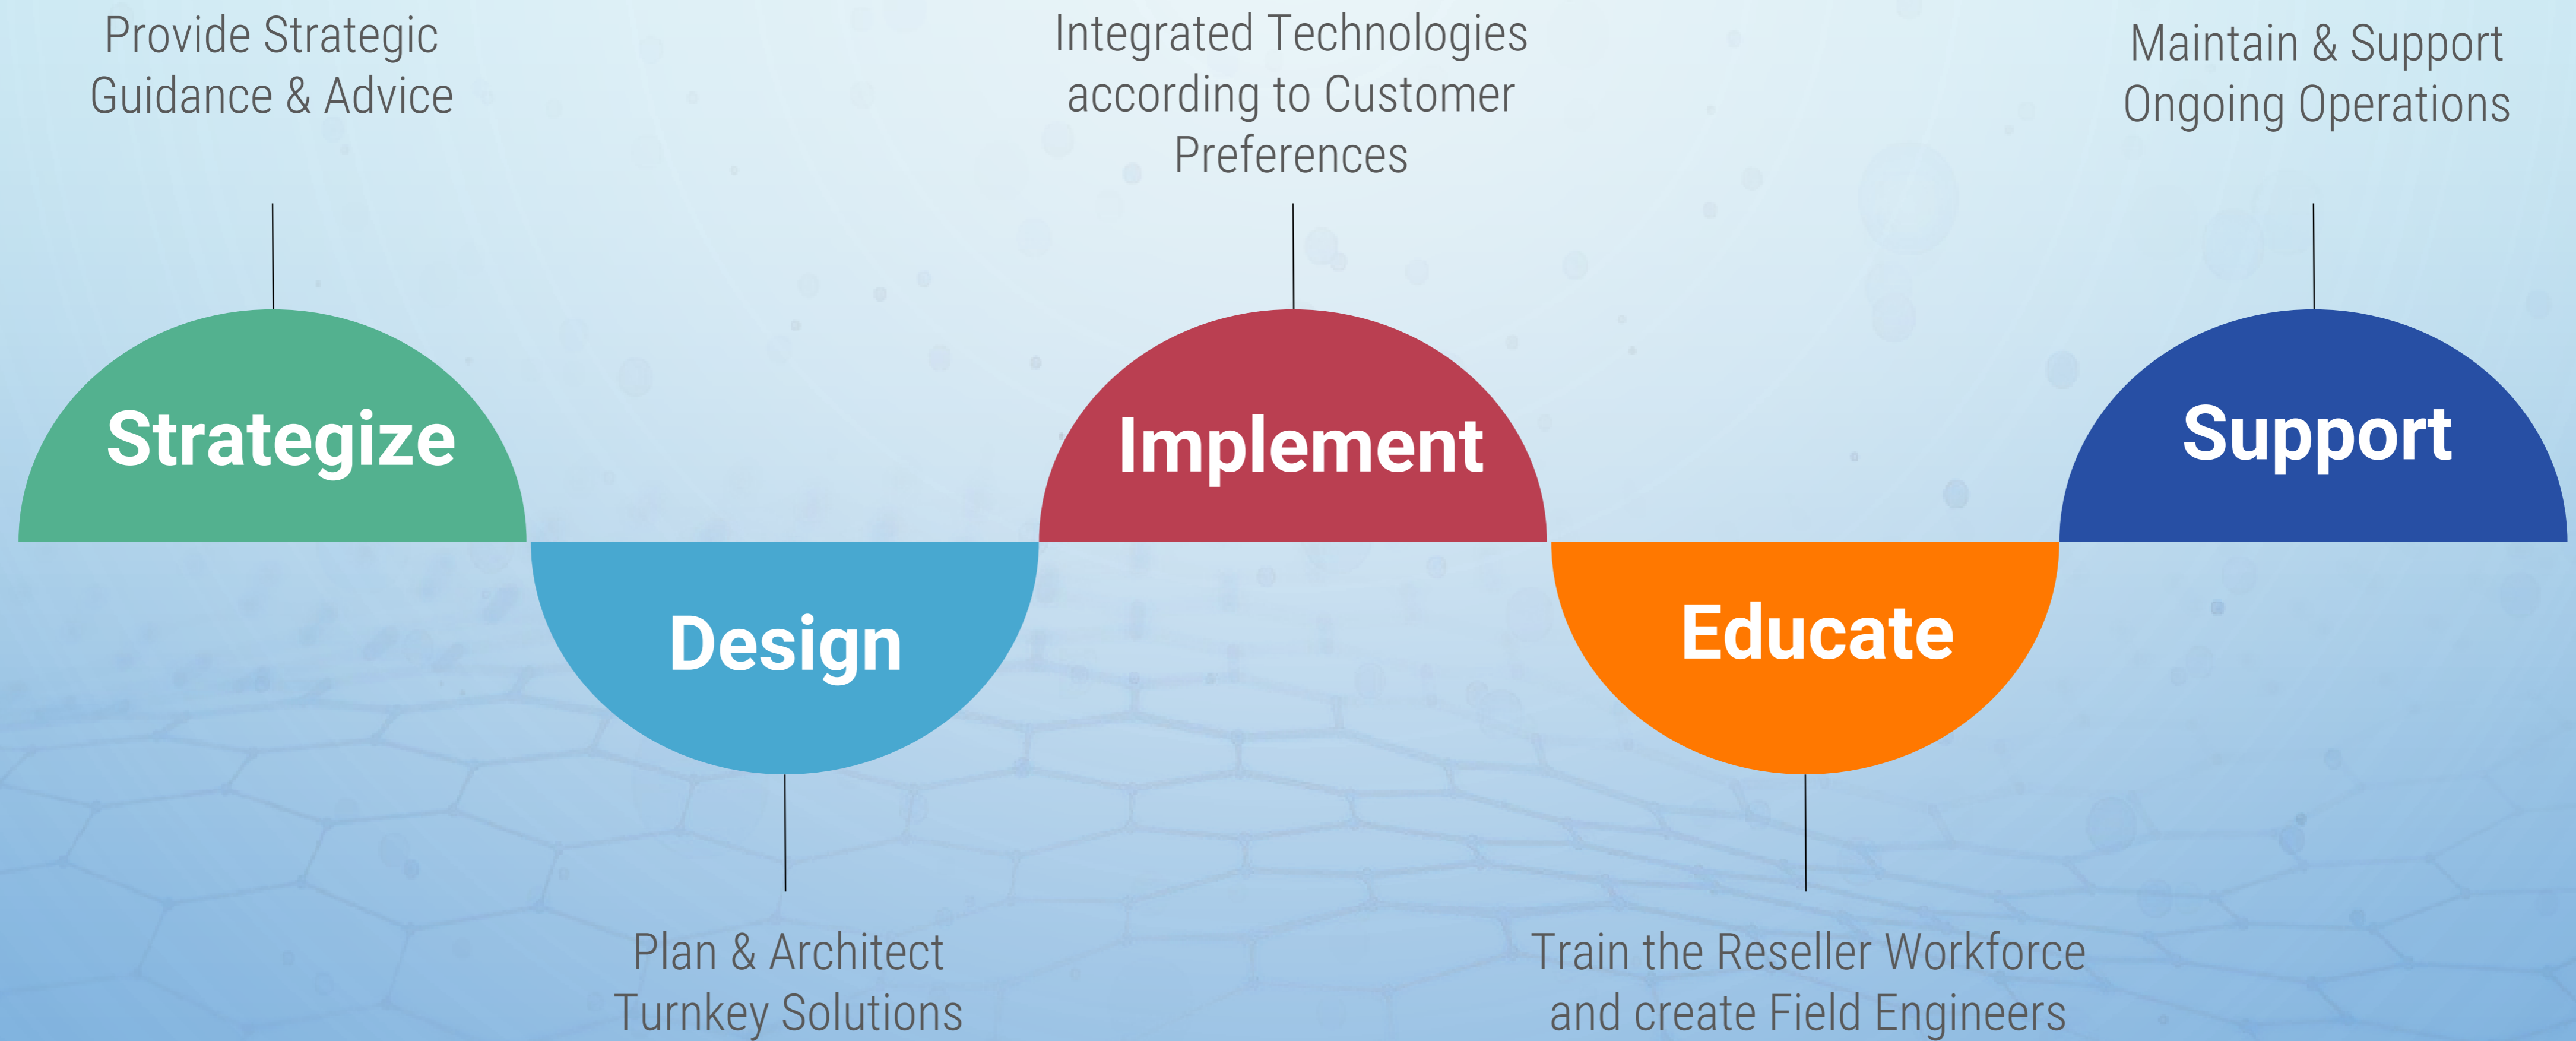 Provide Strategic
Guidance & Advice
Strategize
Design
Plan & Architect
Turnkey Solutions
Integrated Technologies
according to Customer
Preferences
Implement
Educate
Train the Reseller Workforce
and create Field Engineers
Maintain & Support
Ongoing Operations
Support